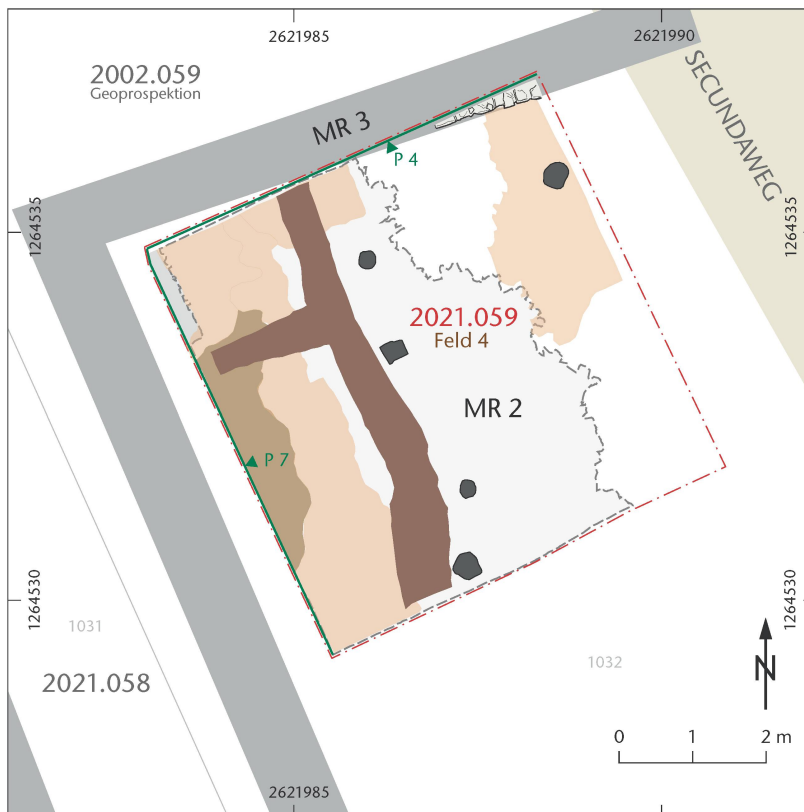 2621985
2621990
2002.059
Geoprospektion
MR 3
SECUNDAWEG
P 4
1264535
1264535
2021.059
Feld 4
MR 2
P 7
1264530
1264530
1031
1032
2021.058
N
0 1 2 m
2621985